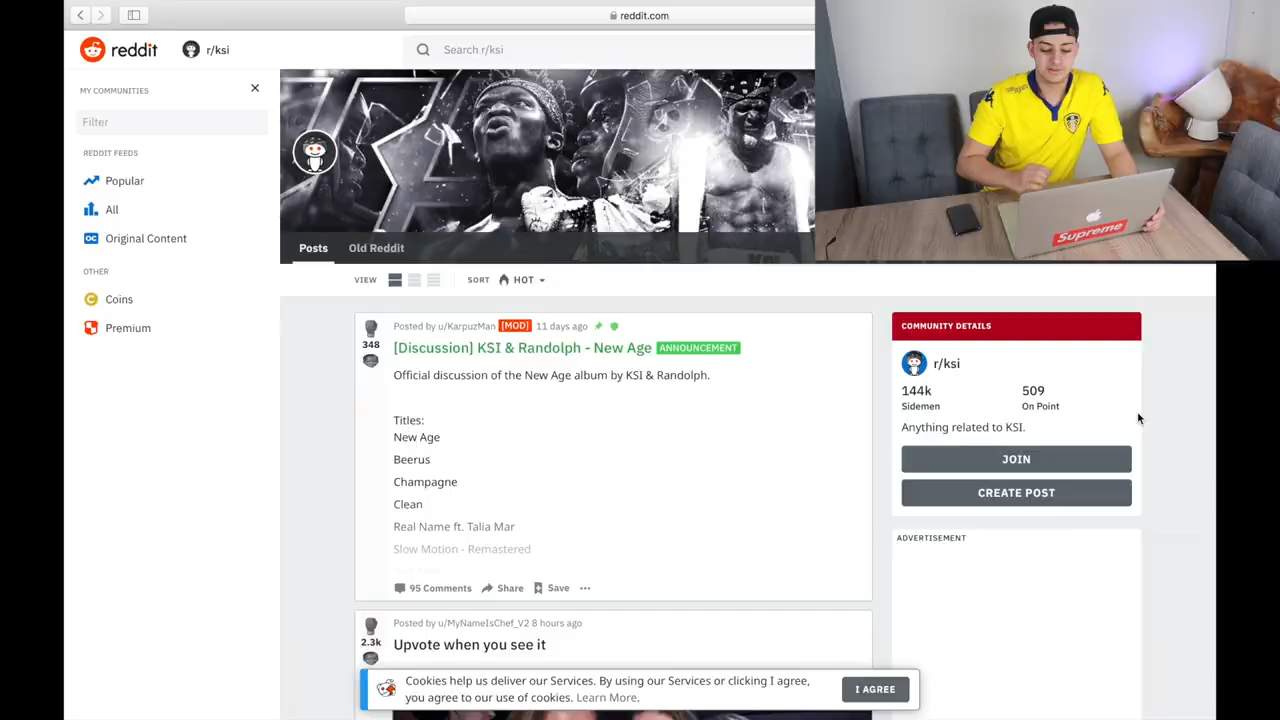 reddit.com
reddit
r/ksi
Search r/ksi
MY COMMUNITIES
Filter
REDDIT FEEDS
Popular
All
OC
Original Content
OTHER
Coins
Premium
Posts
Old Reddit
VIEW
SORT
HOT
Supreme
Posted by u/KarpuzMan [MOD] 11 days ago
348
[Discussion] KSI & Randolph - New Age ANNOUNCEMENT
Official discussion of the New Age album by KSI & Randolph.
Titles:
New Age
Beerus
Champagne
Clean
Real Name ft. Talia Mar
Slow Motion - Remastered
95 Comments
Share
Save
Posted by u/MyNameIsChef_V2 8 hours ago
2.3k
Upvote when you see it
COMMUNITY DETAILS
r/ksi
144k
509
Sidemen
On Point
Anything related to KSI.
JOIN
CREATE POST
ADVERTISEMENT
Cookies help us deliver our Services. By using our Services or clicking I agree,
you agree to our use of cookies. Learn More.
I AGREE